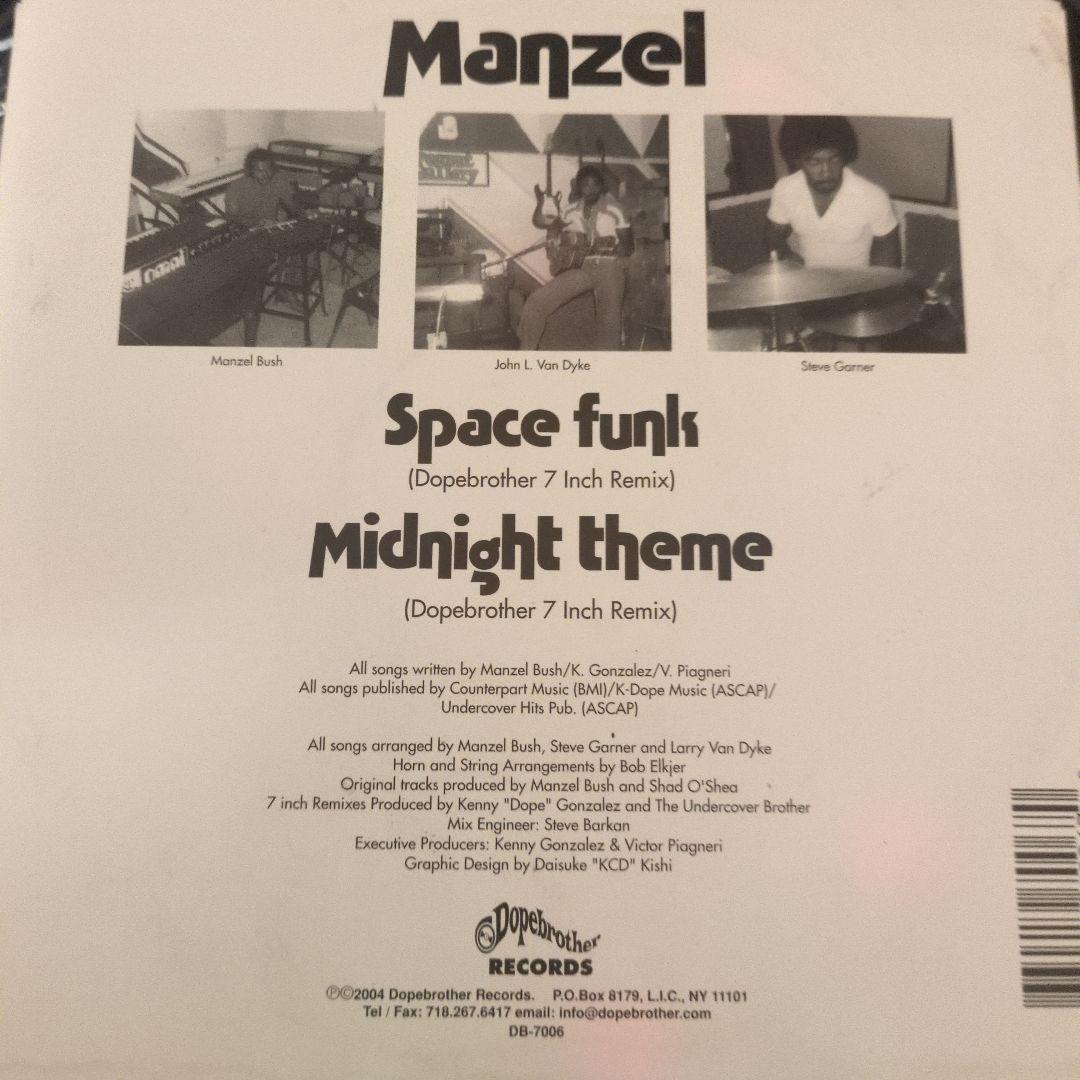 Manzel
Manzel Bush
John L. Van Dyke
Steve Garner
Space funk
(Dopebrother 7 Inch Remix)
Midnight theme
(Dopebrother 7 Inch Remix)
All songs written by Manzel Bush/K. Gonzalez/V. Piagneri
All songs published by Counterpart Music (BMI)/K-Dope Music (ASCAP)/
Undercover Hits Pub. (ASCAP)
All songs arranged by Manzel Bush, Steve Garner and Larry Van Dyke
Horn and String Arrangements by Bob Elkjer
Original tracks produced by Manzel Bush and Shad O'Shea
7 inch Remixes Produced by Kenny "Dope" Gonzalez and The Undercover Brother
Mix Engineer: Steve Barkan
Executive Producers: Kenny Gonzalez & Victor Piagneri
Graphic Design by Daisuke "KCD" Kishi
Dopebrother
RECORDS
℗©2004 Dopebrother Records. P.O.Box 8179, L.I.C., NY 11101
Tel / Fax: 718.267.6417 email: info@dopebrother.com
DB-7006